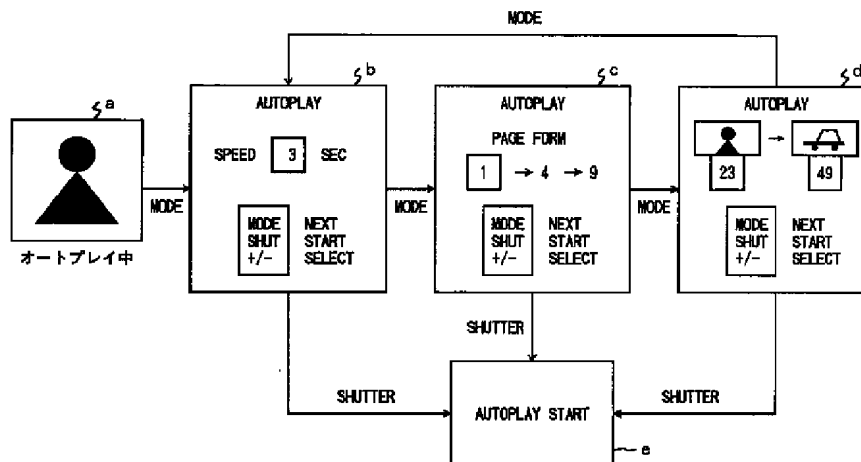 MODE
a
b
c
d
オートプレイ中
MODE
AUTOPLAY
SPEED 3 SEC
MODE NEXT
SHUT START
+/- SELECT
MODE
AUTOPLAY
PAGE FORM
1 → 4 → 9
MODE NEXT
SHUT START
+/- SELECT
MODE
AUTOPLAY
→
23 49
MODE NEXT
SHUT START
+/- SELECT
SHUTTER
SHUTTER
SHUTTER
AUTOPLAY START
e